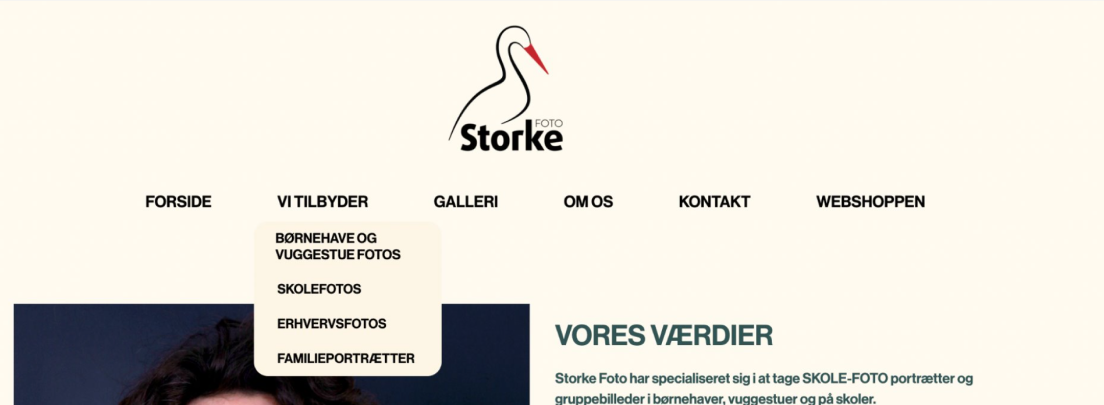 FOTO
Storke
FORSIDE VI TILBYDER GALLERI OM OS KONTAKT WEBSHOPPEN
BØRNEHAVE OG
VUGGESTUE FOTOS
SKOLEFOTOS
ERHVERVSFOTOS
FAMILIEPORTRÆTTER
VORES VÆRDIER
Storke Foto har specialiseret sig i at tage SKOLE-FOTO portrætter og
gruppebilleder i børnehaver, vuggestuer og på skoler.